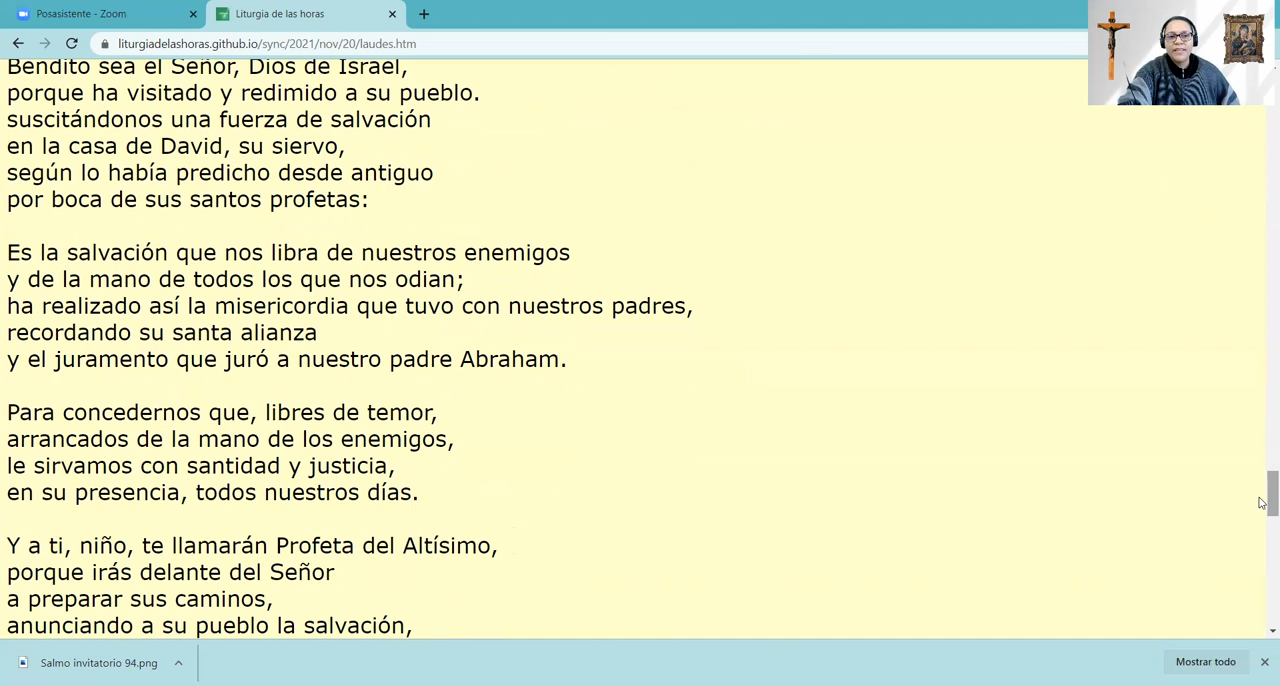 Posasistente - Zoom
Liturgia de las horas
liturgiadelashoras.github.io/sync/2021/nov/20/laudes.htm
Bendito sea el Señor, Dios de Israel,
porque ha visitado y redimido a su pueblo.
suscitándonos una fuerza de salvación
en la casa de David, su siervo,
según lo había predicho desde antiguo
por boca de sus santos profetas:
Es la salvación que nos libra de nuestros enemigos
y de la mano de todos los que nos odian;
ha realizado así la misericordia que tuvo con nuestros padres,
recordando su santa alianza
y el juramento que juró a nuestro padre Abraham.
Para concedernos que, libres de temor,
arrancados de la mano de los enemigos,
le sirvamos con santidad y justicia,
en su presencia, todos nuestros días.
Y a ti, niño, te llamarán Profeta del Altísimo,
porque irás delante del Señor
a preparar sus caminos,
anunciando a su pueblo la salvación,
Salmo invitatorio 94.png
Mostrar todo